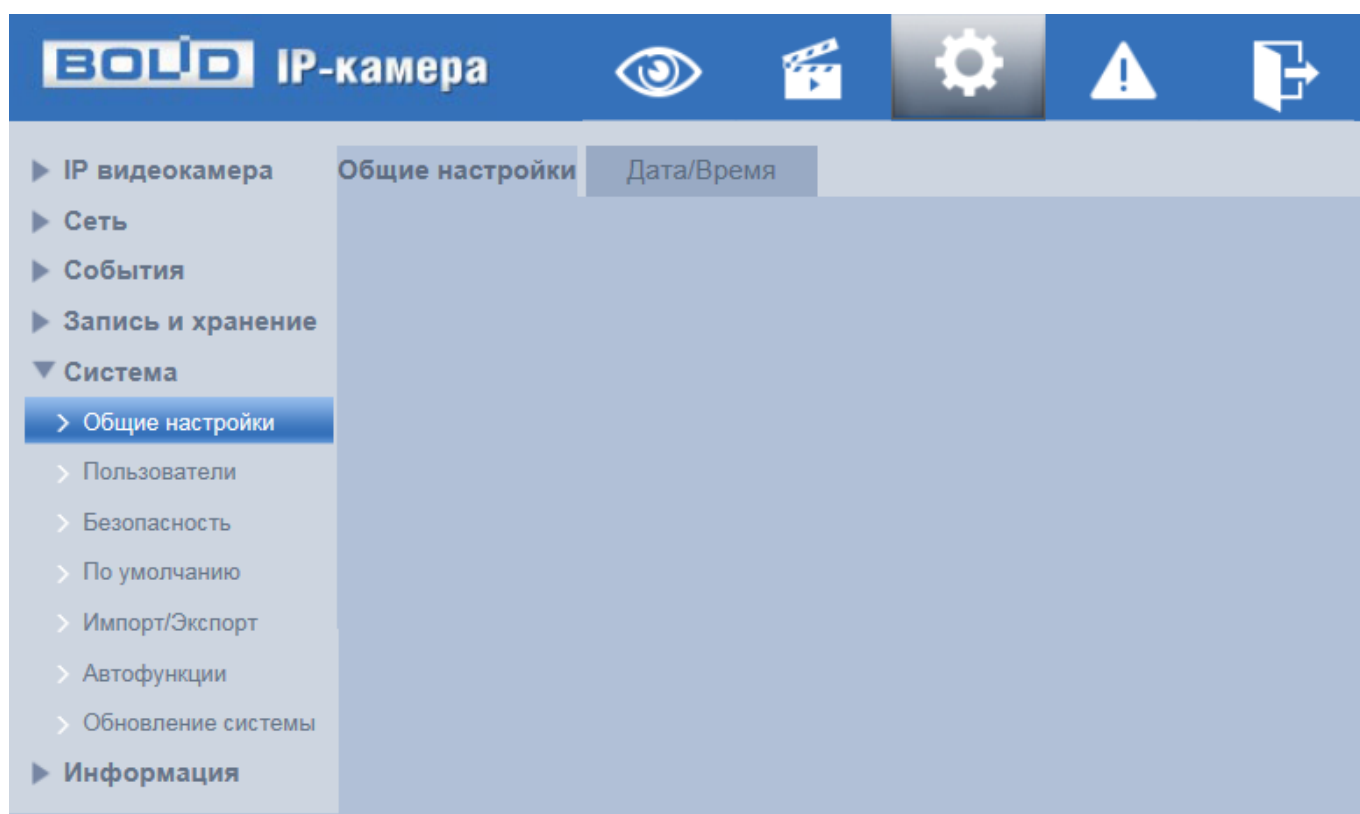 BOLID IP-камера
IP видеокамера
Общие настройки
Дата/Время
Сеть
События
Запись и хранение
Система
Общие настройки
Пользователи
Безопасность
По умолчанию
Импорт/Экспорт
Автофункции
Обновление системы
Информация